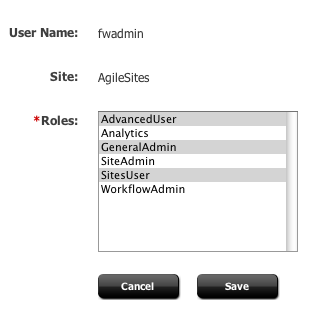 User Name: fwadmin
Site: AgileSites
*Roles: AdvancedUser
Analytics
GeneralAdmin
SiteAdmin
SitesUser
WorkflowAdmin
Cancel Save